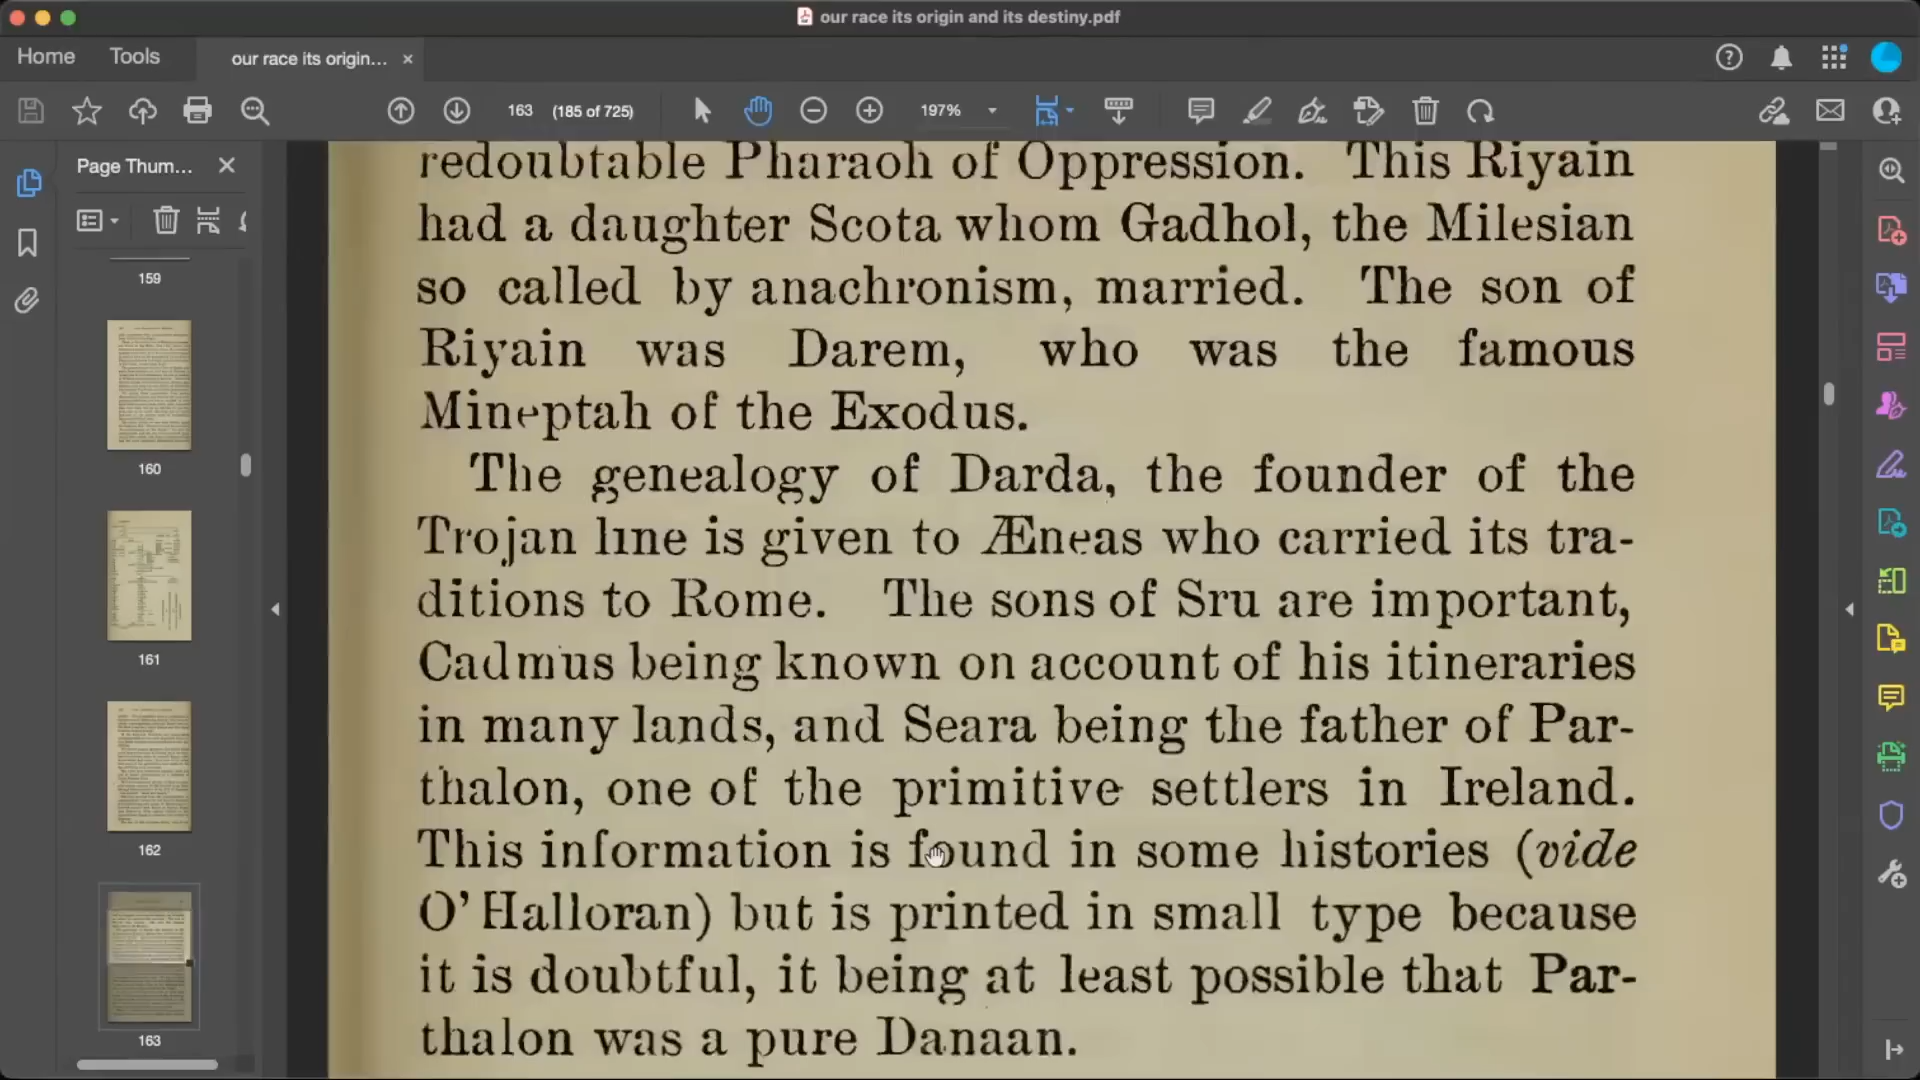 our race its origin and its destiny.pdf
Home
Tools
our race its origin...
163
(185 of 725)
197%
Page Thum...
159
160
161
162
163
redoubtable Pharaoh of Oppression. This Riyain
had a daughter Scota whom Gadhol, the Milesian
so called by anachronism, married. The son of
Riyain was Darem, who was the famous
Mineptah of the Exodus.
The genealogy of Darda, the founder of the
Trojan line is given to Æneas who carried its tra-
ditions to Rome. The sons of Sru are important,
Cadmus being known on account of his itineraries
in many lands, and Seara being the father of Par-
thalon, one of the primitive settlers in Ireland.
This information is found in some histories (vide
O'Halloran) but is printed in small type because
it is doubtful, it being at least possible that Par-
thalon was a pure Danaan.